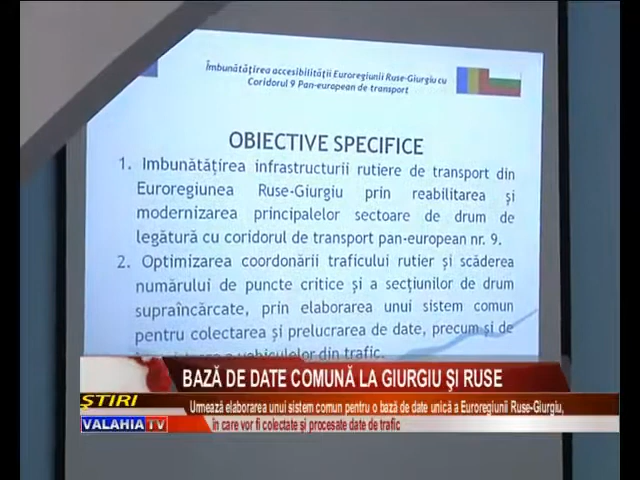 Îmbunătăţirea accesibilităţii Euroregiunii Ruse-Giurgiu cu
Coridorul 9 Pan-european de transport
OBIECTIVE SPECIFICE
1. Imbunătăţirea infrastructurii rutiere de transport din
Euroregiunea Ruse-Giurgiu prin reabilitarea şi
modernizarea principalelor sectoare de drum de
legătură cu coridorul de transport pan-european nr. 9.
2. Optimizarea coordonării traficului rutier şi scăderea
numărului de puncte critice şi a secţiunilor de drum
supraîncărcate, prin elaborarea unui sistem comun
pentru colectarea şi prelucrarea de date, precum şi de
a vehiculelor din trafic.
BAZĂ DE DATE COMUNĂ LA GIURGIU ŞI RUSE
ŞTIRI
Urmează elaborarea unui sistem comun pentru o bază de date unică a Euroregiunii Ruse-Giurgiu,
VALAHIA TV
în care vor fi colectate şi procesate date de trafic